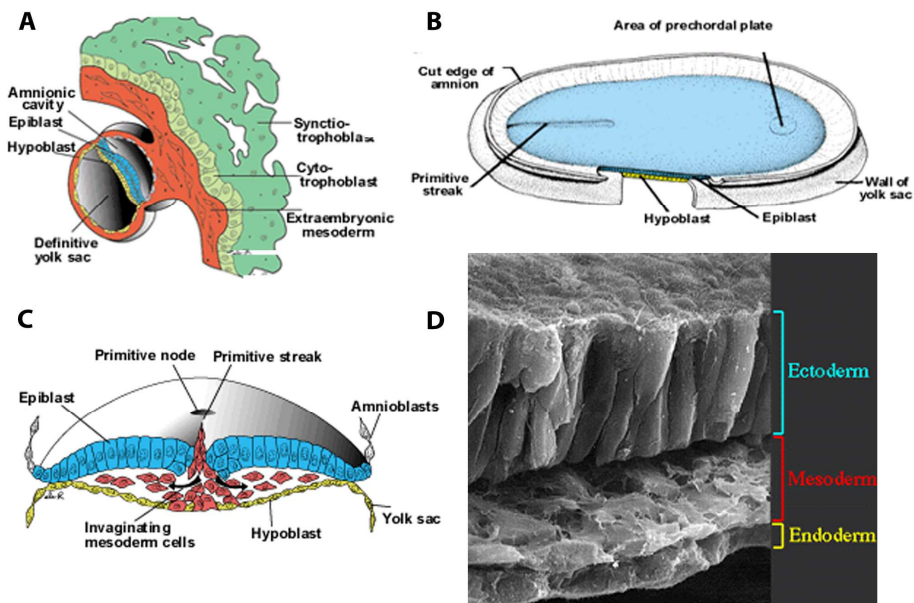 A
Amnionic
cavity
Epiblast
Hypoblast
Definitive
yolk sac
Synctio-
trophobla
Cyto-
trophoblast
Extraembryonic
mesoderm
B
Area of prechordal plate
Cut edge of
amnion
Primitive
streak
Hypoblast
Epiblast
Wall of
yolk sac
C
Primitive node
Primitive streak
Epiblast
Amnioblasts
Invaginating
mesoderm cells
Hypoblast
Yolk sac
D
Ectoderm
Mesoderm
Endoderm